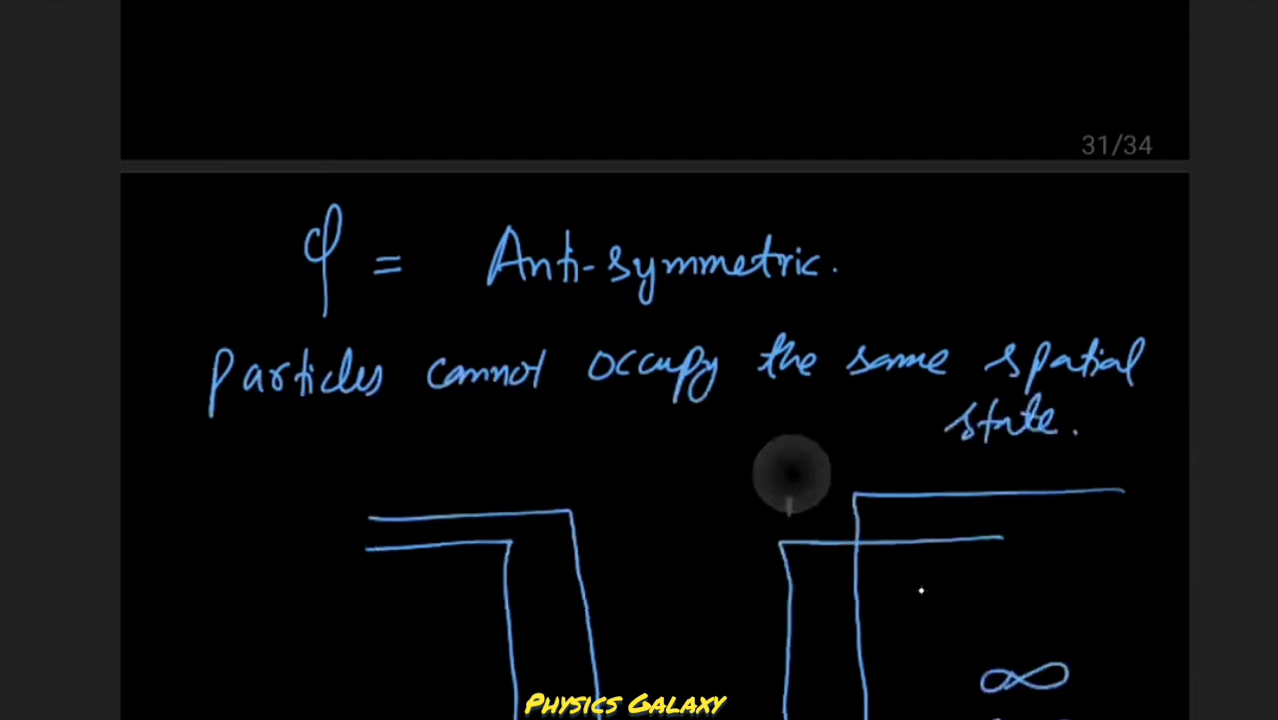 31/34
φ = Anti-symmetric.
Particles cannot occupy the same spatial
state.
∞
PHYSICS GALAXY